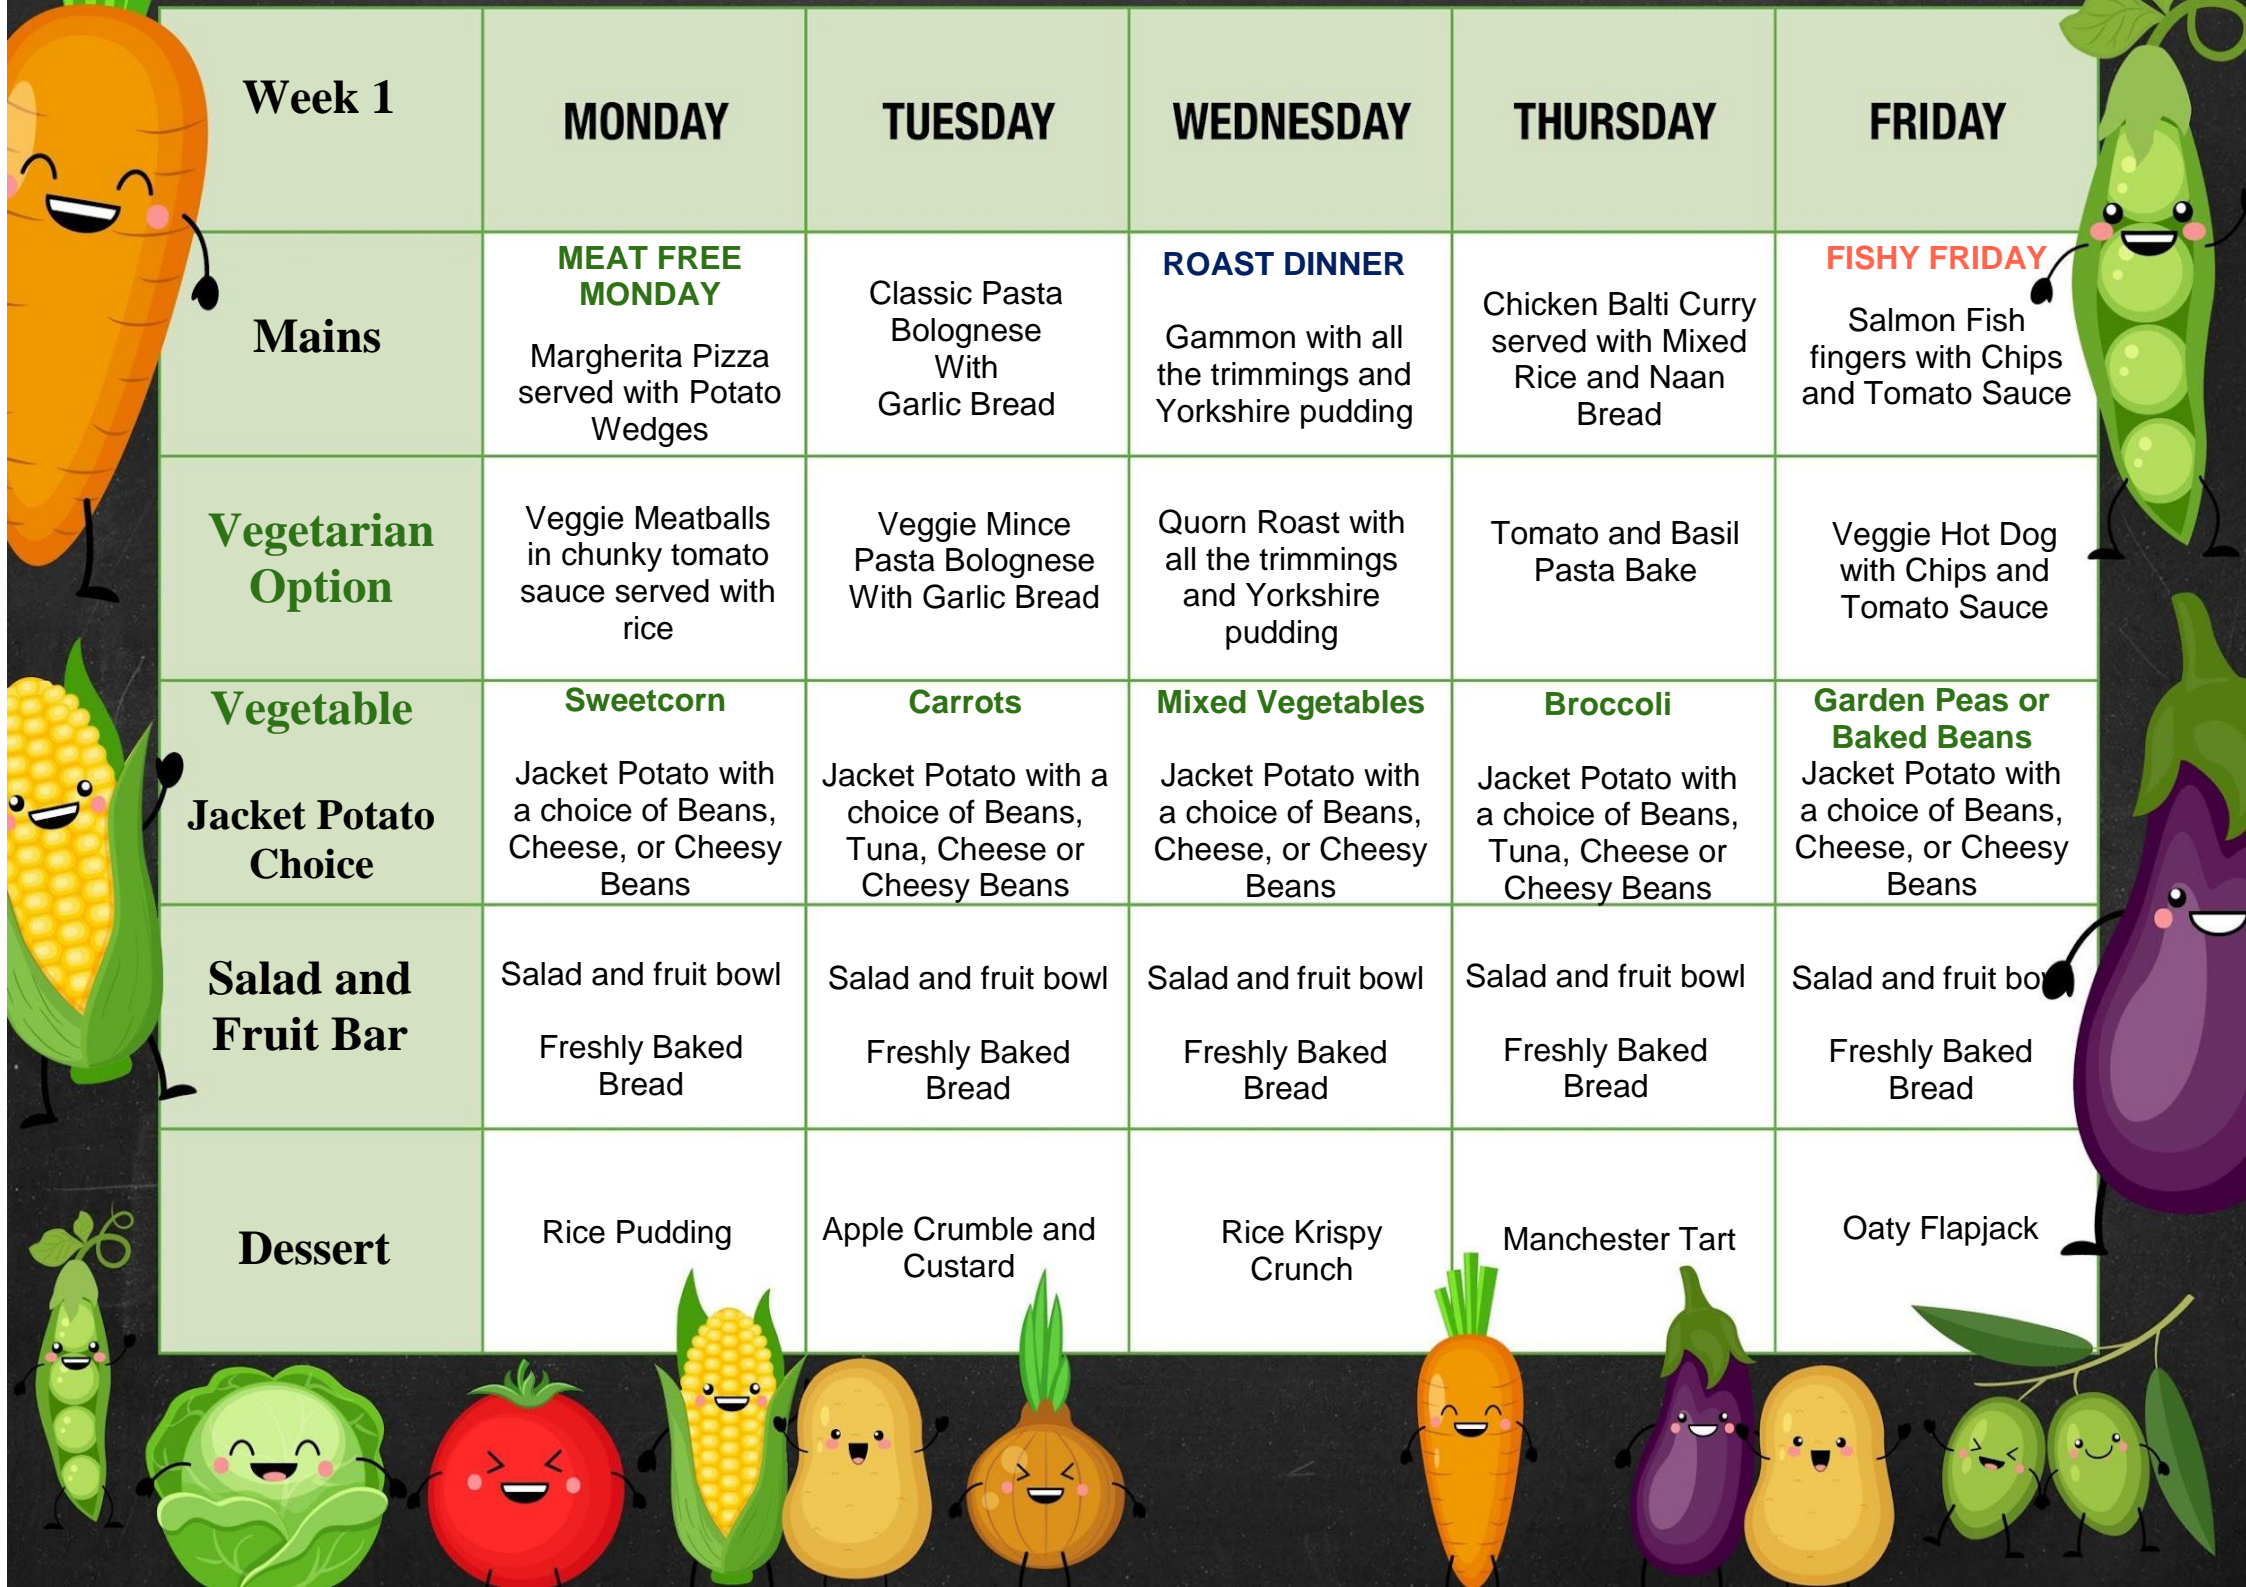 Week 1
MONDAY
TUESDAY
WEDNESDAY
THURSDAY
FRIDAY
Mains
MEAT FREE
MONDAY
Margherita Pizza
served with Potato
Wedges
Classic Pasta
Bolognese
With
Garlic Bread
ROAST DINNER
Gammon with all
the trimmings and
Yorkshire pudding
Chicken Balti Curry
served with Mixed
Rice and Naan
Bread
FISHY FRIDAY
Salmon Fish
fingers with Chips
and Tomato Sauce
Vegetarian
Option
Veggie Meatballs
in chunky tomato
sauce served with
rice
Veggie Mince
Pasta Bolognese
With Garlic Bread
Quorn Roast with
all the trimmings
and Yorkshire
pudding
Tomato and Basil
Pasta Bake
Veggie Hot Dog
with Chips and
Tomato Sauce
Vegetable
Jacket Potato
Choice
Sweetcorn
Jacket Potato with
a choice of Beans,
Cheese, or Cheesy
Beans
Carrots
Jacket Potato with a
choice of Beans,
Tuna, Cheese or
Cheesy Beans
Mixed Vegetables
Jacket Potato with
a choice of Beans,
Cheese, or Cheesy
Beans
Broccoli
Jacket Potato with
a choice of Beans,
Tuna, Cheese or
Cheesy Beans
Garden Peas or
Baked Beans
Jacket Potato with
a choice of Beans,
Cheese, or Cheesy
Beans
Salad and
Fruit Bar
Salad and fruit bowl
Freshly Baked
Bread
Salad and fruit bowl
Freshly Baked
Bread
Salad and fruit bowl
Freshly Baked
Bread
Salad and fruit bowl
Freshly Baked
Bread
Salad and fruit bowl
Freshly Baked
Bread
Dessert
Rice Pudding
Apple Crumble and
Custard
Rice Krispy
Crunch
Manchester Tart
Oaty Flapjack